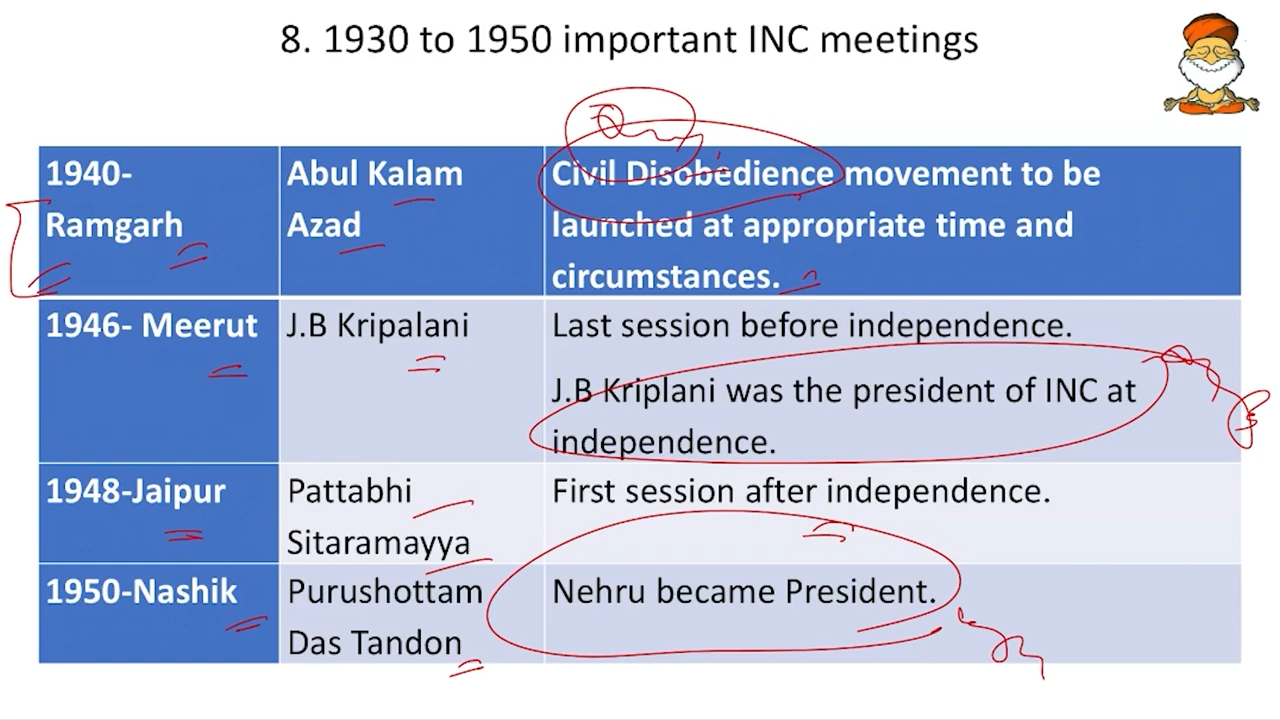 8. 1930 to 1950 important INC meetings
1940-
Ramgarh
Abul Kalam
Azad
Civil Disobedience movement to be
launched at appropriate time and
circumstances.
1946- Meerut
J.B Kripalani
Last session before independence.
J.B Kriplani was the president of INC at
independence.
1948-Jaipur
Pattabhi
Sitaramayya
First session after independence.
1950-Nashik
Purushottam
Das Tandon
Nehru became President.